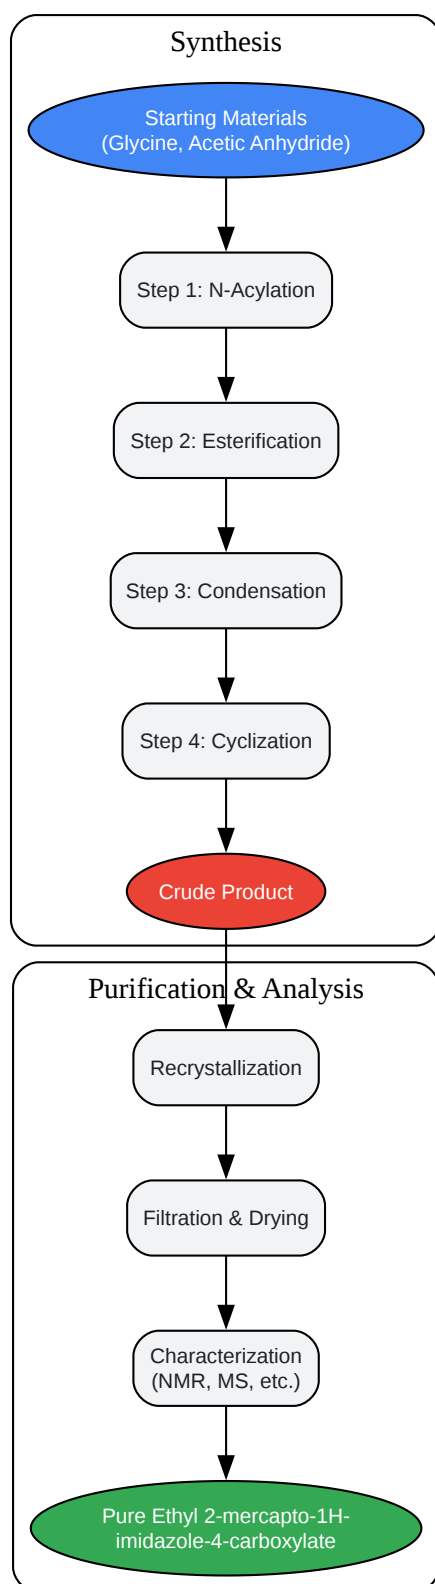 Synthesis
Starting Materials
(Glycine, Acetic Anhydride)
Step 1: N-Acylation
Step 2: Esterification
Step 3: Condensation
Step 4: Cyclization
Crude Product
Purification & Analysis
Recrystallization
Filtration & Drying
Characterization
(NMR, MS, etc.)
Pure Ethyl 2-mercapto-1H-
imidazole-4-carboxylate